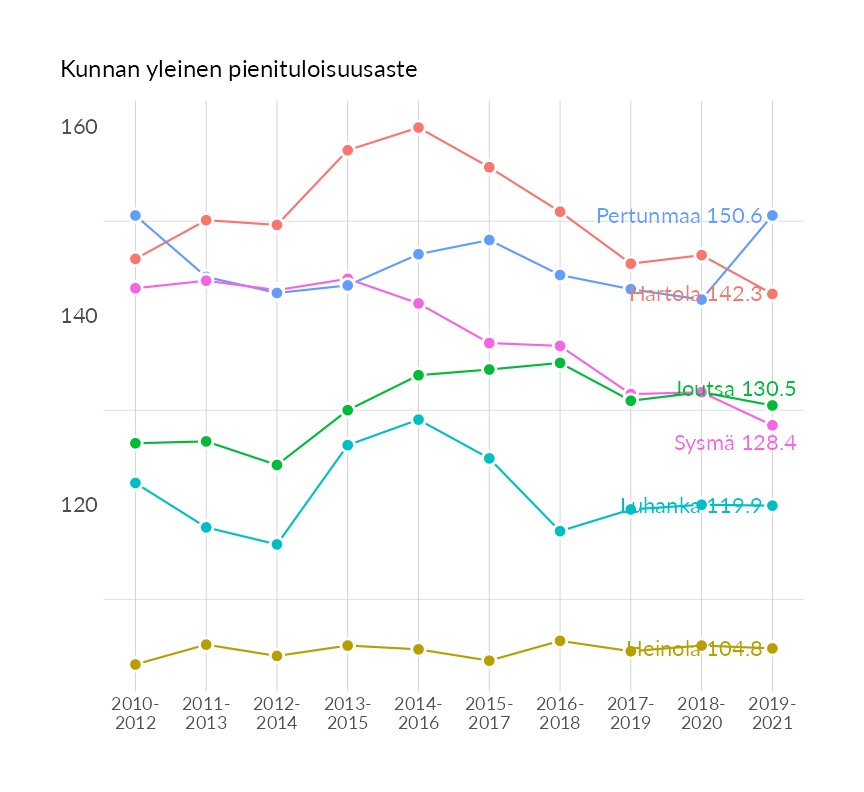 Kunnan yleinen pienituloisuusaste
160
Pertunmaa 150.6
Hartola 142.3
140
Joutsa 130.5
Sysmä 128.4
120
Luhanka 119.9
Heinola 104.8
2010- 2011- 2012- 2013- 2014- 2015- 2016- 2017- 2018- 2019-
2012 2013 2014 2015 2016 2017 2018 2019 2020 2021